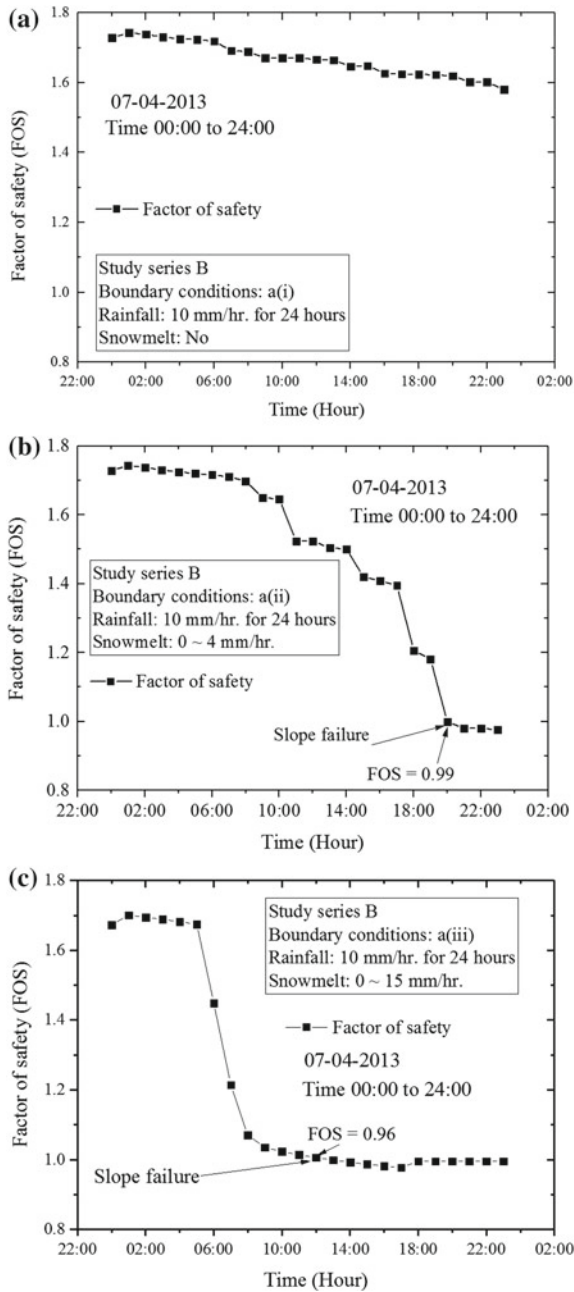 (a)
1.8
1.6
1.4
1.2
1.0
0.8
Factor of safety (FOS)
07-04-2013
Time 00:00 to 24:00
Factor of safety
Study series B
Boundary conditions: a(i)
Rainfall: 10 mm/hr. for 24 hours
Snowmelt: No
22:00 02:00 06:00 10:00 14:00 18:00 22:00 02:00
Time (Hour)
(b)
1.8
1.6
1.4
1.2
1.0
0.8
Factor of safety (FOS)
07-04-2013
Time 00:00 to 24:00
Study series B
Boundary conditions: a(ii)
Rainfall: 10 mm/hr. for 24 hours
Snowmelt: 0 ~ 4 mm/hr.
Factor of safety
Slope failure
FOS = 0.99
22:00 02:00 06:00 10:00 14:00 18:00 22:00 02:00
Time (Hour)
(c)
1.8
1.6
1.4
1.2
1.0
0.8
Factor of safety (FOS)
Study series B
Boundary conditions: a(iii)
Rainfall: 10 mm/hr. for 24 hours
Snowmelt: 0 ~ 15 mm/hr.
Factor of safety
07-04-2013
Time 00:00 to 24:00
FOS = 0.96
Slope failure
22:00 02:00 06:00 10:00 14:00 18:00 22:00 02:00
Time (Hour)